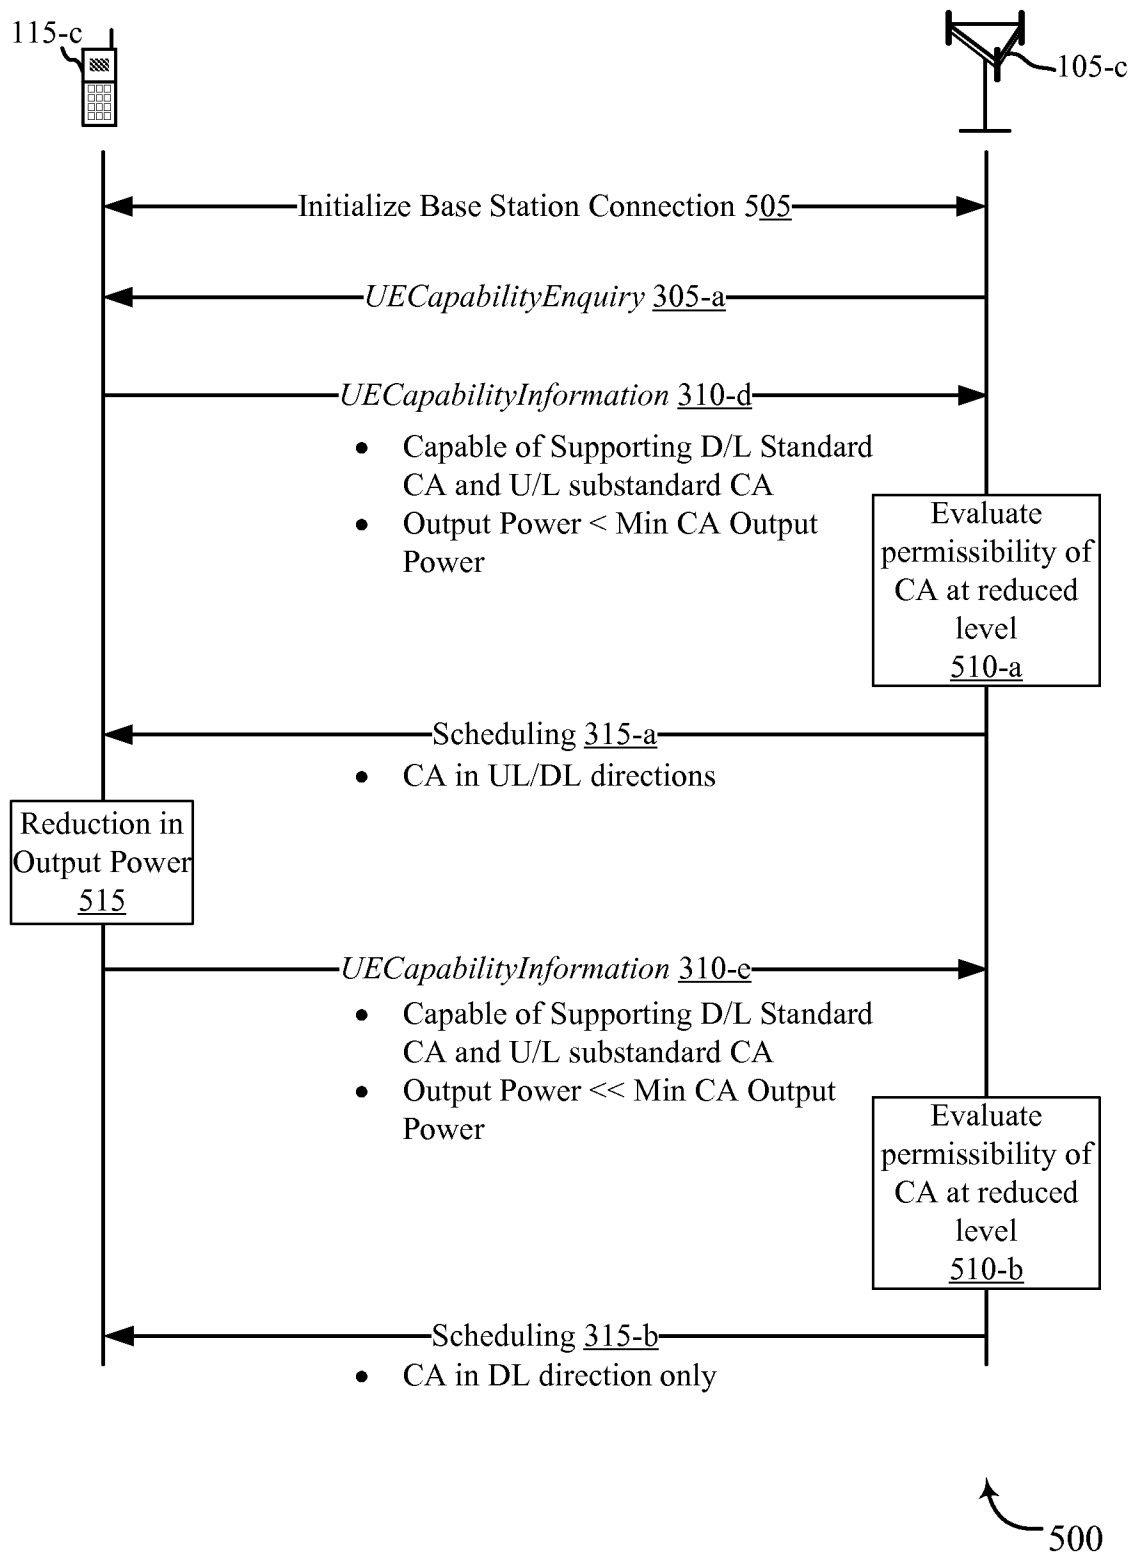 115-c
105-c
Initialize Base Station Connection 505
UECapabilityEnquiry 305-a
UECapabilityInformation 310-d
• Capable of Supporting D/L Standard
CA and U/L substandard CA
• Output Power < Min CA Output
Power
Evaluate
permissibility of
CA at reduced
level
510-a
Scheduling 315-a
• CA in UL/DL directions
Reduction in
Output Power
515
UECapabilityInformation 310-e
• Capable of Supporting D/L Standard
CA and U/L substandard CA
• Output Power << Min CA Output
Power
Evaluate
permissibility of
CA at reduced
level
510-b
Scheduling 315-b
• CA in DL direction only
500